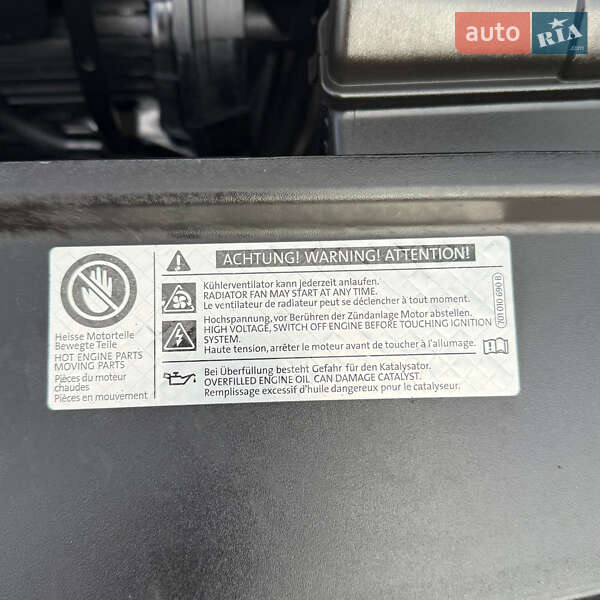 auto RIA .com
ACHTUNG! WARNING! ATTENTION!
Kühlerventilator kann jederzeit anlaufen.
RADIATOR FAN MAY START AT ANY TIME.
Le ventilateur de radiateur peut se déclencher à tout moment.
Hochspannung, vor Berühren der Zündanlage Motor abstellen.
HIGH VOLTAGE, SWITCH OFF ENGINE BEFORE TOUCHING IGNITION
SYSTEM.
Haute tension, arrêter le moteur avant de toucher à l'allumage.
Bei Überfüllung besteht Gefahr für den Katalysator.
OVERFILLED ENGINE OIL CAN DAMAGE CATALYST.
Remplissage excessif d'huile dangereux pour le catalyseur.
Heisse Motorteile
Bewegte Teile
HOT ENGINE PARTS
MOVING PARTS
Pièces du moteur
chaudes
Pièces en mouvement